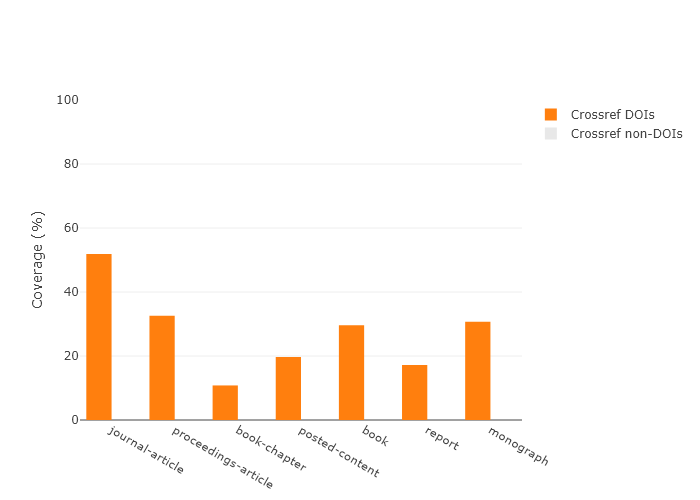 100
80
60
40
20
0
Coverage (%)
journal-article
proceedings-article
book-chapter
posted-content
book
report
monograph
Crossref DOIs
Crossref non-DOIs